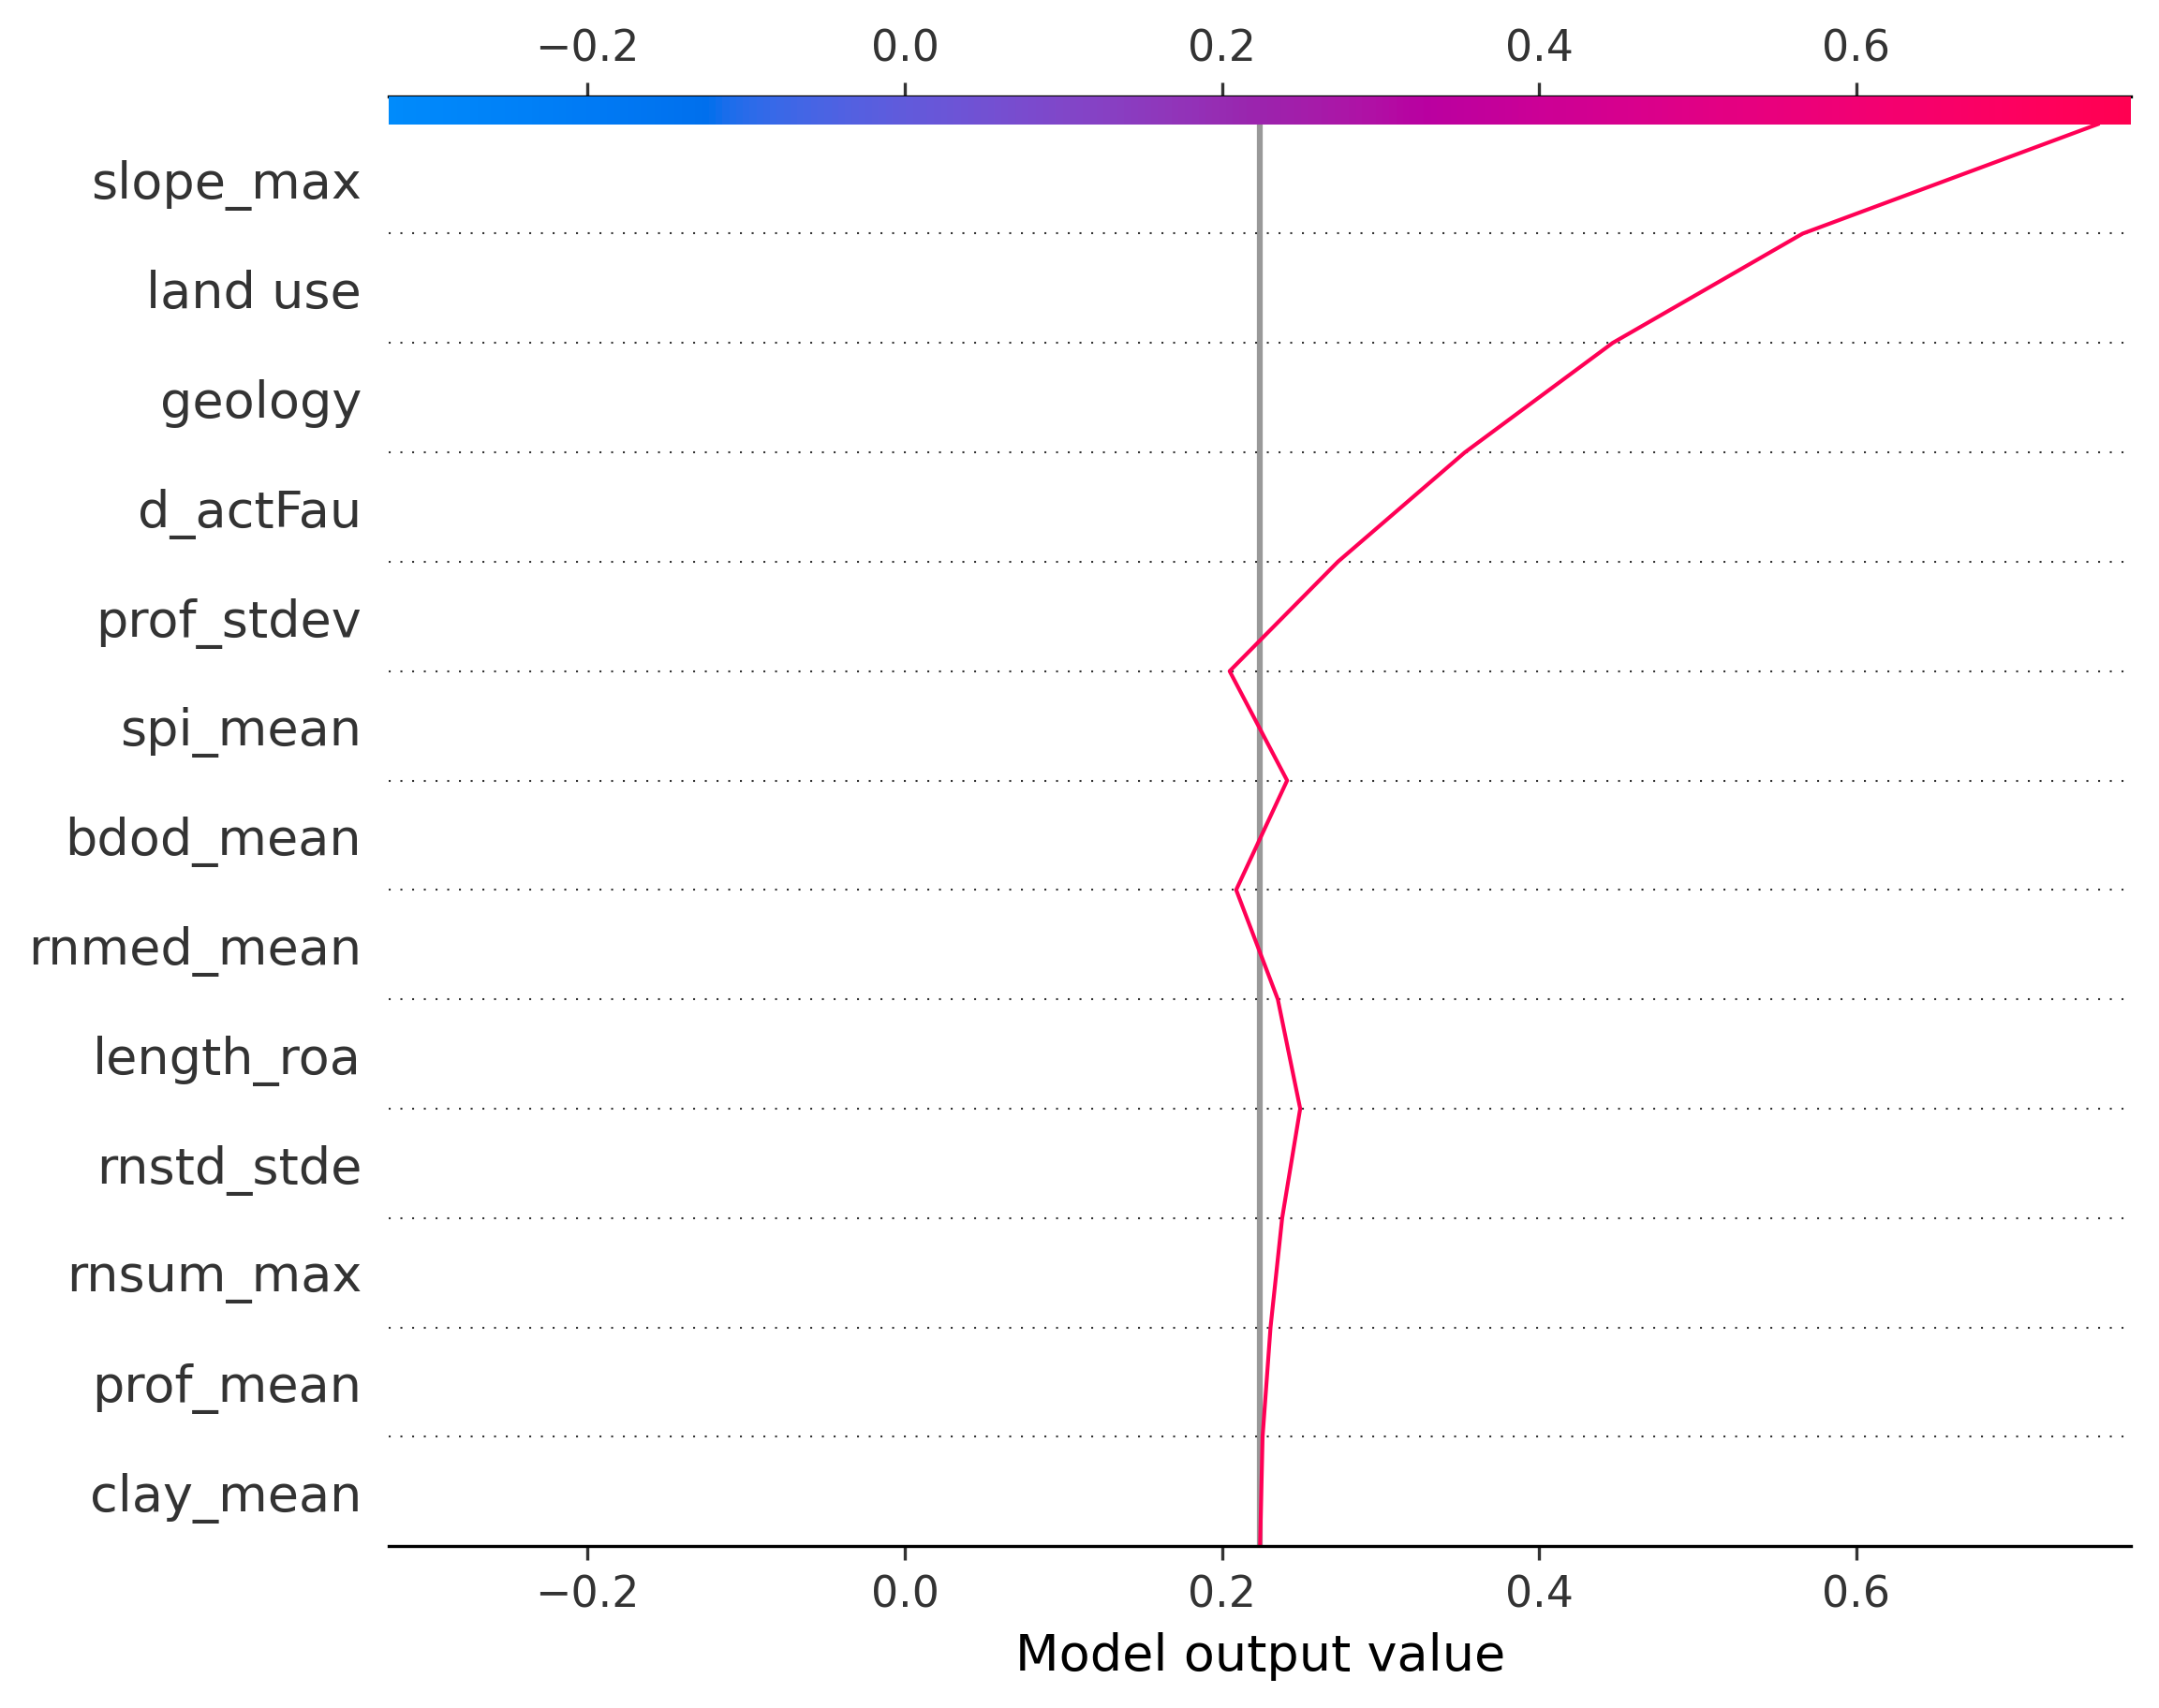 −0.2 0.0 0.2 0.4 0.6
slope_max
land use
geology
d_actFau
prof_stdev
spi_mean
bdod_mean
rnmed_mean
length_roa
rnstd_stde
rnsum_max
prof_mean
clay_mean
−0.2 0.0 0.2 0.4 0.6
Model output value